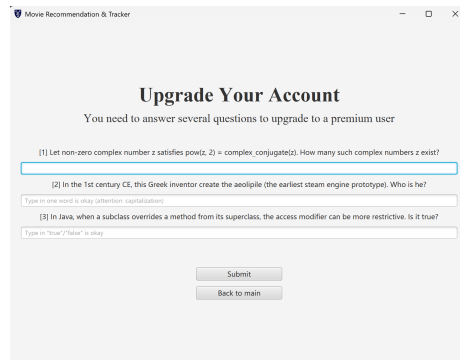 Movie Recommendation & Tracker
Upgrade Your Account
You need to answer several questions to upgrade to a premium user
[1] Let non-zero complex number z satisfies pow(z, 2) = complex_conjugate(z). How many such complex numbers z exist?
[2] In the 1st century CE, this Greek inventor create the aeolipile (the earliest steam engine prototype). Who is he?
Type in one word is okay (attention: capitalization)
[3] In Java, when a subclass overrides a method from its superclass, the access modifier can be more restrictive. Is it true?
Type in "true"/"false" is okay
Submit
Back to main